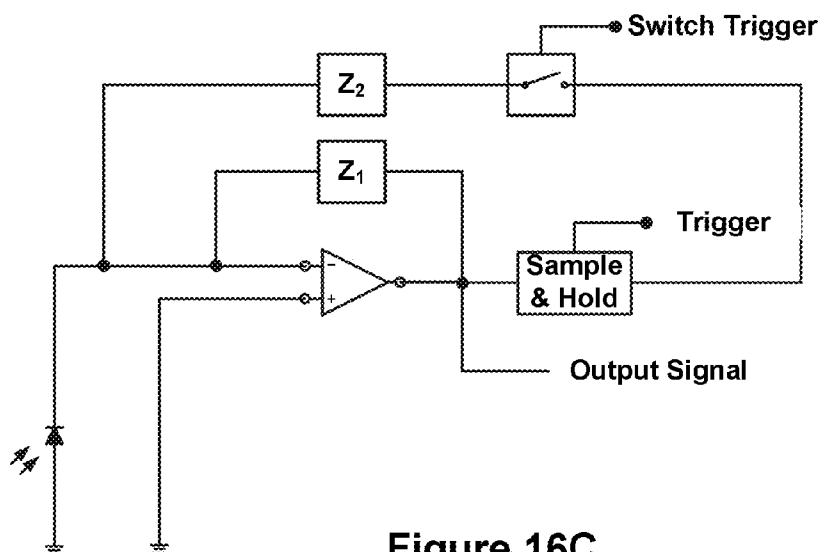 Switch Trigger
Z₂
Z₁
Trigger
Sample
& Hold
−
+
Output Signal
Figure 16C